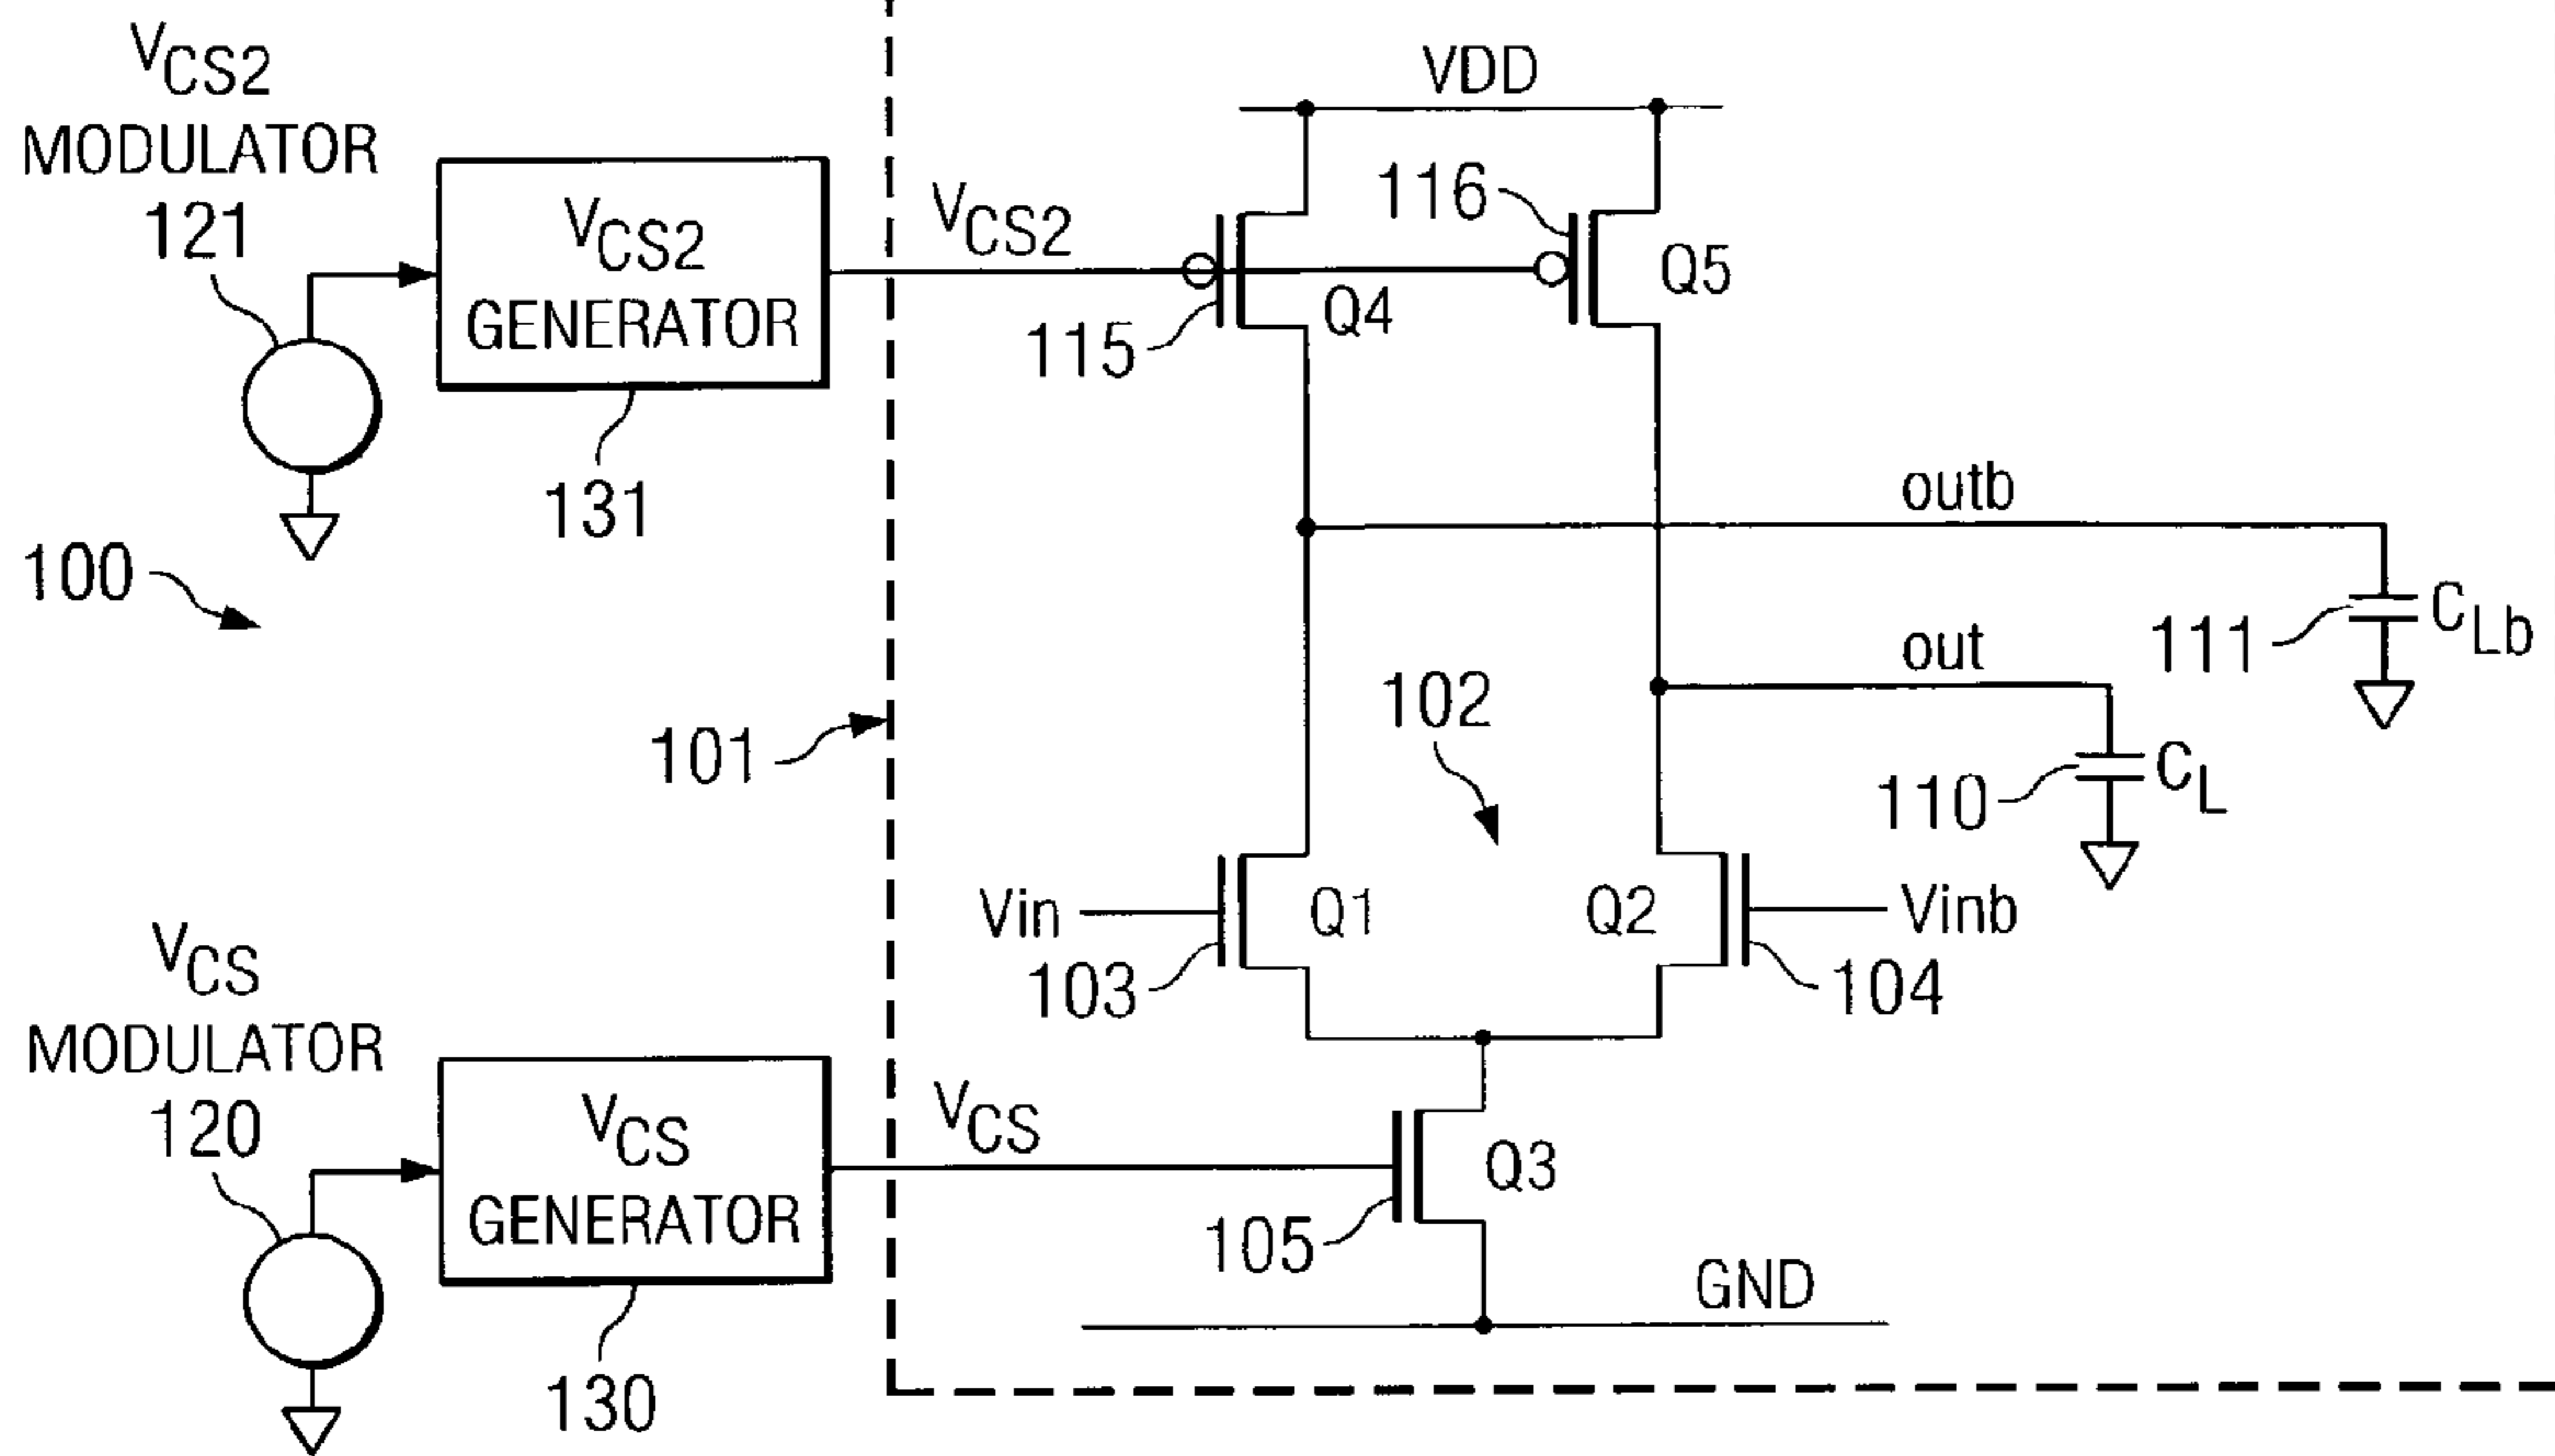 VCS2
MODULATOR
121
VCS2
GENERATOR
131
VCS2
VDD
116
Q5
Q4
115
outb
CLb
111
out
CL
110
100
101
102
Vin
Q1
103
Q2
Vinb
104
VCS
MODULATOR
120
VCS
GENERATOR
130
VCS
Q3
105
GND